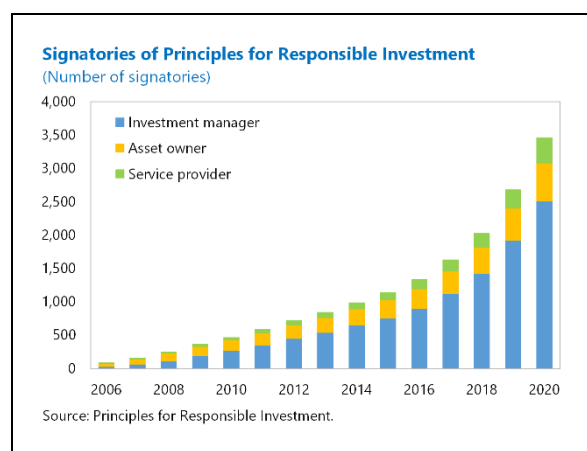 Signatories of Principles for Responsible Investment
(Number of signatories)
4,000
3,500
3,000
2,500
2,000
1,500
1,000
500
0
Investment manager
Asset owner
Service provider
2006 2008 2010 2012 2014 2016 2018 2020
Source: Principles for Responsible Investment.